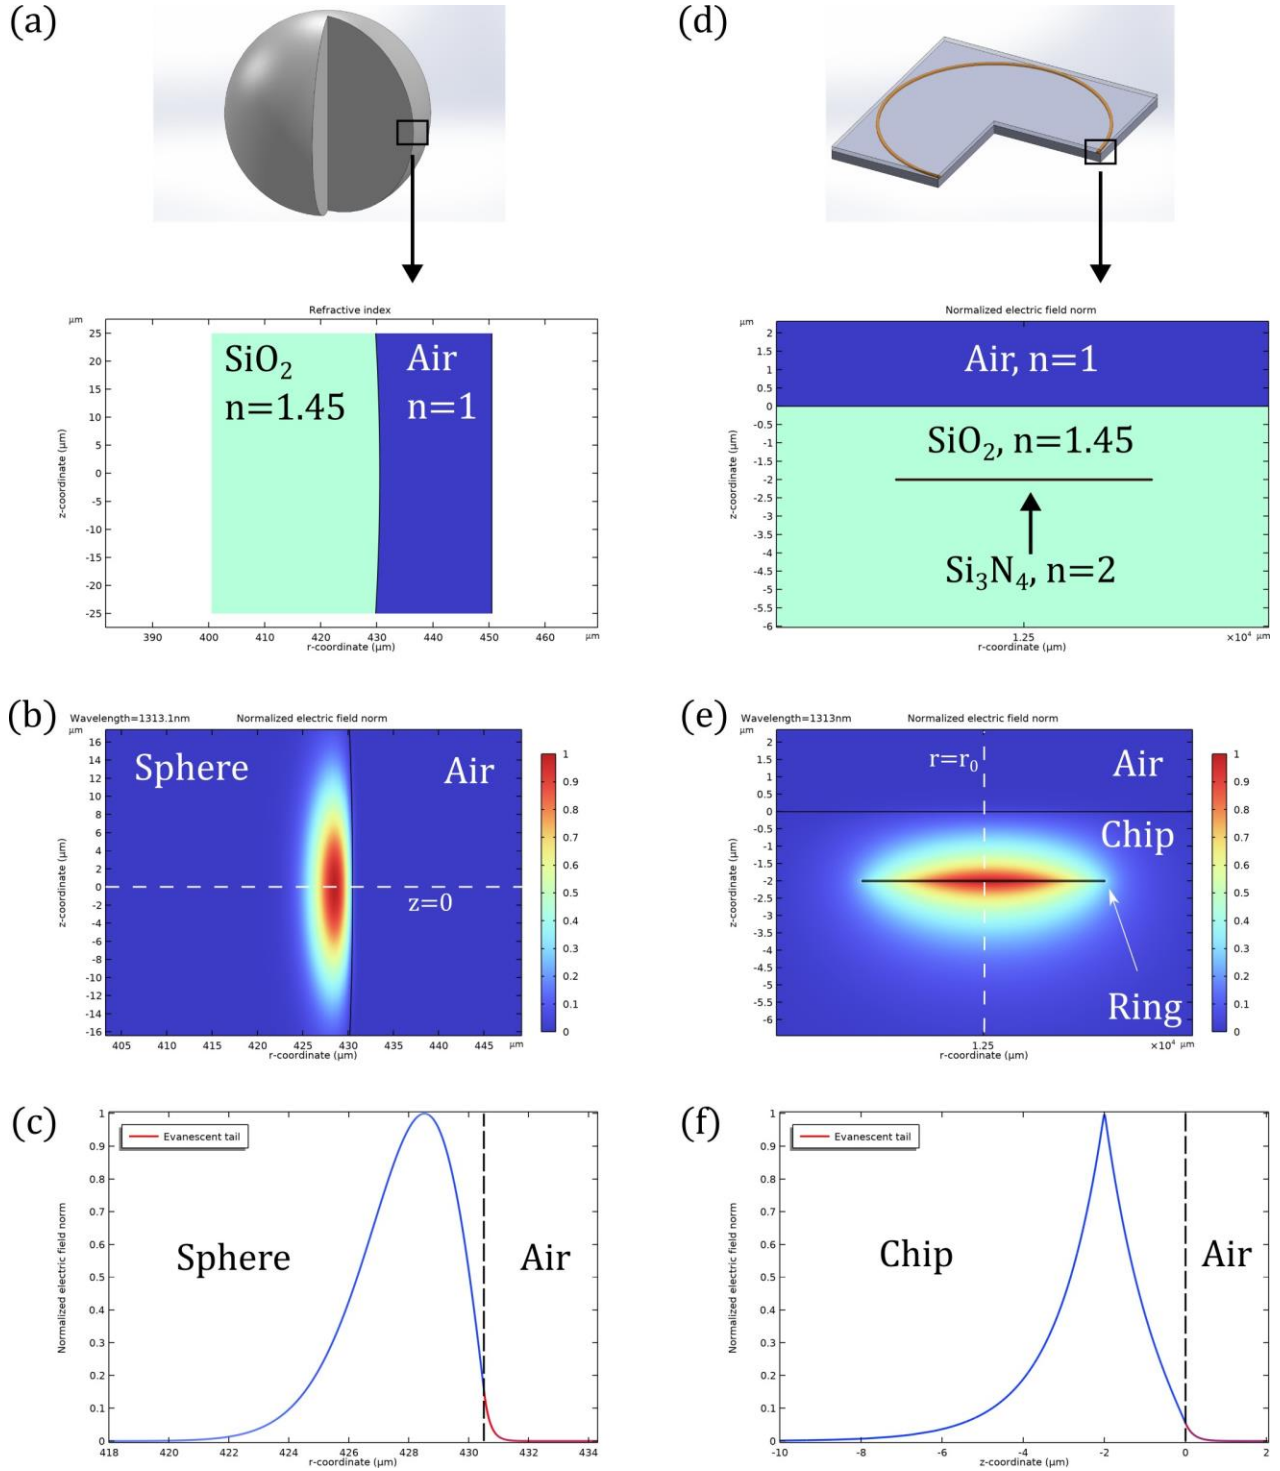 (a)
(d)
Refractive index
µm
25
20
15
10
5
0
-5
-10
-15
-20
-25
z-coordinate (µm)
SiO₂
n=1.45
Air
n=1
390
400
410
420
430
440
450
460
µm
r-coordinate (µm)
Normalized electric field norm
µm
2
1.5
1
0.5
0
-0.5
-1
-1.5
-2
-2.5
-3
-3.5
-4
-4.5
-5
-5.5
-6
z-coordinate (µm)
Air, n=1
SiO₂, n=1.45
Si₃N₄, n=2
1.25
×10⁴ µm
r-coordinate (µm)
(b)
Wavelength=1313.1nm
Normalized electric field norm
µm
16
14
12
10
8
6
4
2
0
-2
-4
-6
-8
-10
-12
-14
-16
z-coordinate (µm)
Sphere
Air
z=0
405
410
415
420
425
430
435
440
445
µm
r-coordinate (µm)
1
0.9
0.8
0.7
0.6
0.5
0.4
0.3
0.2
0.1
0
(e)
Wavelength=1313nm
Normalized electric field norm
µm
2
1.5
1
0.5
0
-0.5
-1
-1.5
-2
-2.5
-3
-3.5
-4
-4.5
-5
-5.5
-6
z-coordinate (µm)
r=r₀
Air
Chip
Ring
1.25
×10⁴ µm
r-coordinate (µm)
1
0.9
0.8
0.7
0.6
0.5
0.4
0.3
0.2
0.1
0
(c)
1
0.9
0.8
0.7
0.6
0.5
0.4
0.3
0.2
0.1
0
Normalized electric field norm
Evanescent tail
Sphere
Air
418
420
422
424
426
428
430
432
434
r-coordinate (µm)
(f)
1
0.9
0.8
0.7
0.6
0.5
0.4
0.3
0.2
0.1
0
Normalized electric field norm
Evanescent tail
Chip
Air
-10
-8
-6
-4
-2
0
2
z-coordinate (µm)